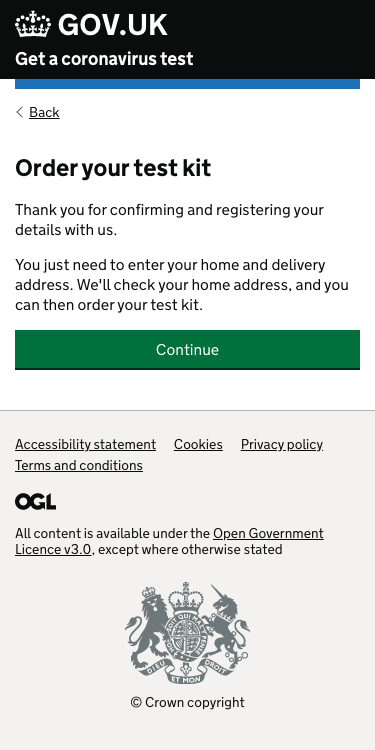 GOV.UK
Get a coronavirus test
Back
Order your test kit
Thank you for confirming and registering your
details with us.
You just need to enter your home and delivery
address. We'll check your home address, and you
can then order your test kit.
Continue
Accessibility statement Cookies Privacy policy
Terms and conditions
OGL
All content is available under the Open Government
Licence v3.0, except where otherwise stated
DIEU ET MON DROIT
© Crown copyright